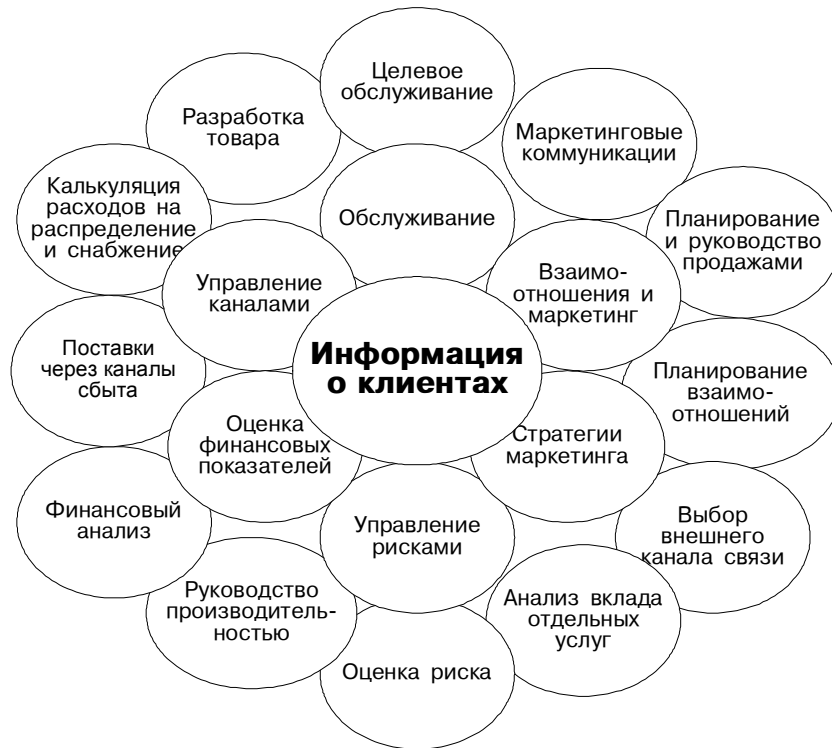 Целевое
обслуживание
Разработка
товара
Маркетинговые
коммуникации
Калькуляция
расходов на
распределение
и снабжение
Обслуживание
Планирование
и руководство
продажами
Управление
каналами
Взаимо-
отношения и
маркетинг
Информация
о клиентах
Поставки
через каналы
сбыта
Планирование
взаимо-
отношений
Оценка
финансовых
показателей
Стратегии
маркетинга
Финансовый
анализ
Управление
рисками
Выбор
внешнего
канала связи
Руководство
производитель-
ностью
Анализ вклада
отдельных
услуг
Оценка риска